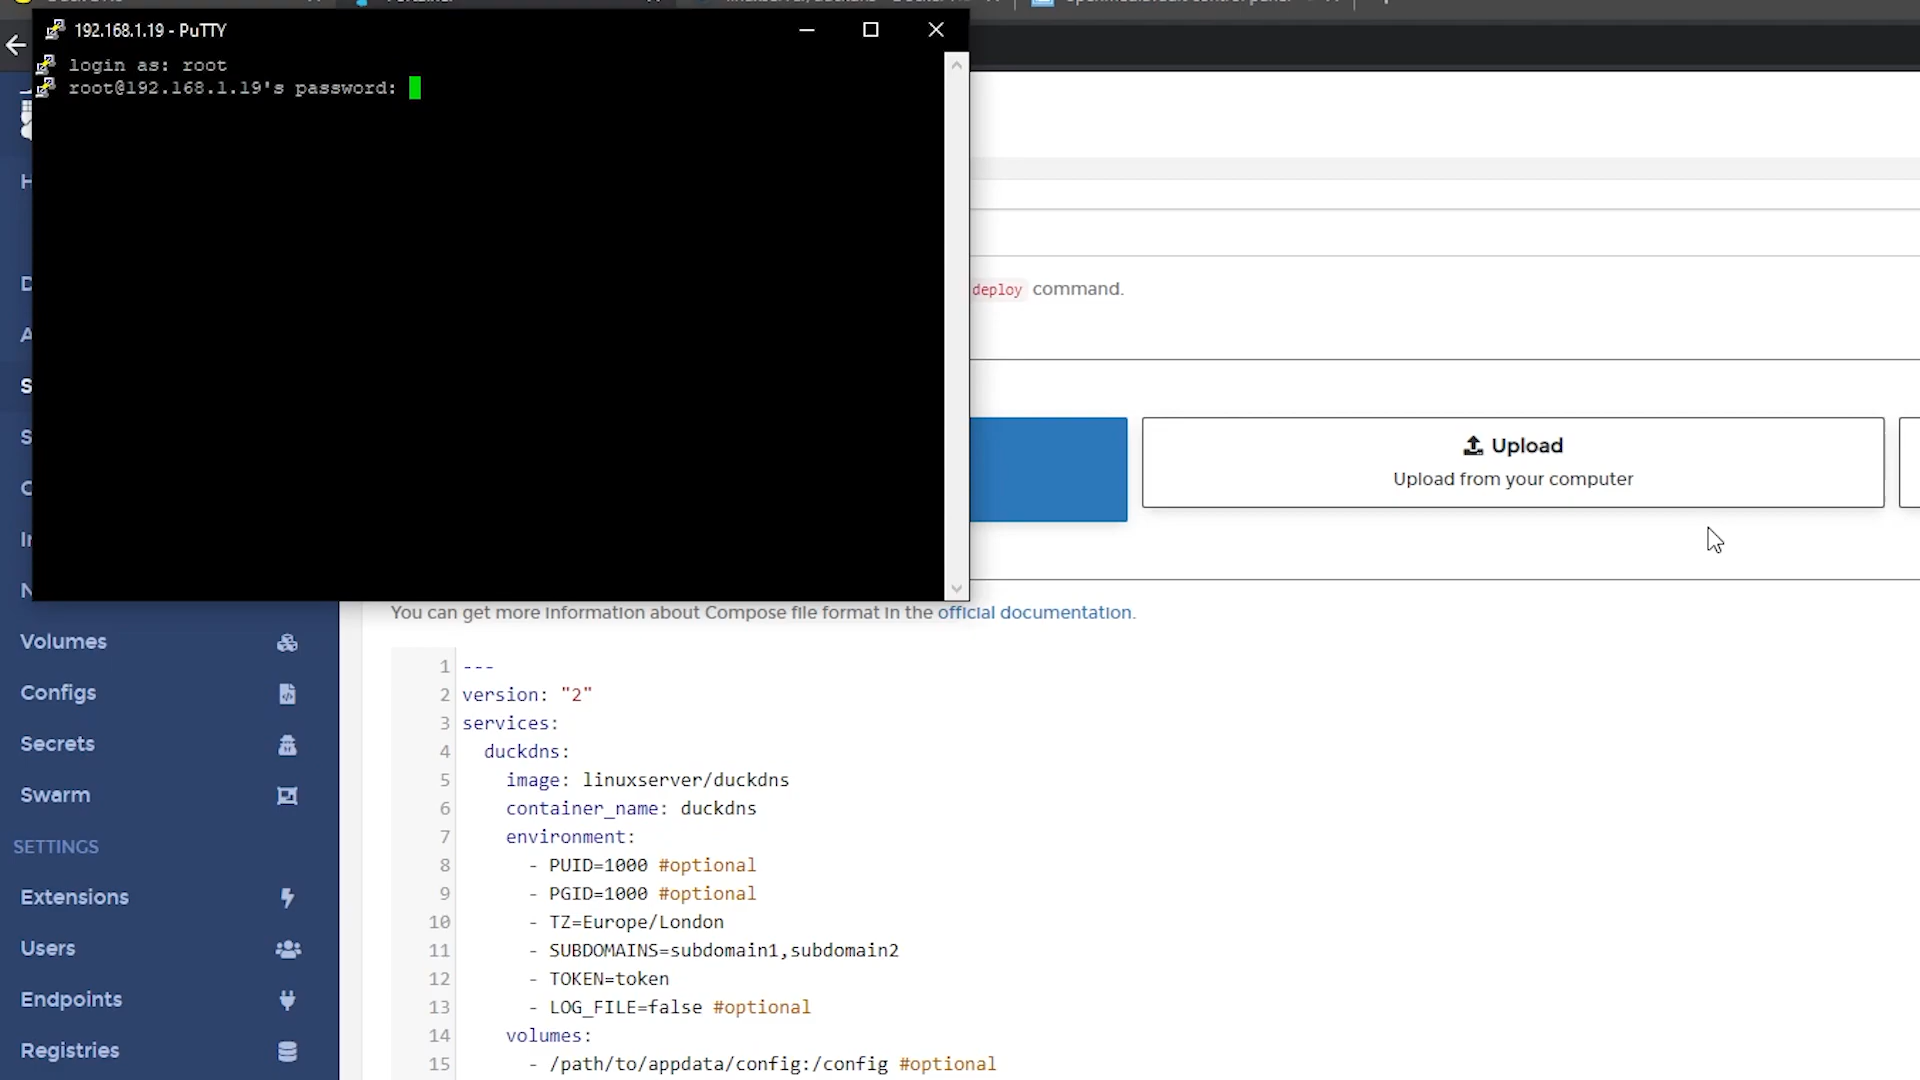 192.168.1.19 - PuTTY
login as: root
root@192.168.1.19's password:
deploy command.
Upload
Upload from your computer
You can get more information about Compose file format in the official documentation.
Volumes
Configs
Secrets
Swarm
SETTINGS
Extensions
Users
Endpoints
Registries
1 ---
2 version: "2"
3 services:
4 duckdns:
5 image: linuxserver/duckdns
6 container_name: duckdns
7 environment:
8 - PUID=1000 #optional
9 - PGID=1000 #optional
10 - TZ=Europe/London
11 - SUBDOMAINS=subdomain1,subdomain2
12 - TOKEN=token
13 - LOG_FILE=false #optional
14 volumes:
15 - /path/to/appdata/config:/config #optional